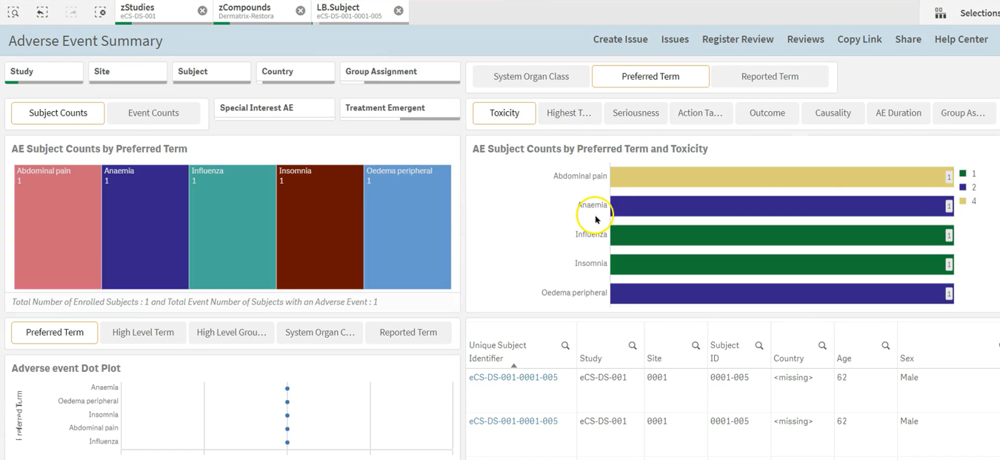 zStudies
eCS-DS-001
zCompounds
Dermatrix-Restora
LB.Subject
eCS-DS-001-0001-005
Selections
Adverse Event Summary
Create Issue Issues Register Review Reviews Copy Link Share Help Center
Study Site Subject Country Group Assignment
System Organ Class Preferred Term Reported Term
Subject Counts Event Counts
Special Interest AE Treatment Emergent
Toxicity Highest T... Seriousness Action Ta... Outcome Causality AE Duration Group As...
AE Subject Counts by Preferred Term
Abdominal pain
1
Anaemia
1
Influenza
1
Insomnia
1
Oedema peripheral
1
Total Number of Enrolled Subjects : 1 and Total Event Number of Subjects with an Adverse Event : 1
AE Subject Counts by Preferred Term and Toxicity
Abdominal pain 1
Anaemia 1
Influenza 1
Insomnia 1
Oedema peripheral 1
1
2
4
Preferred Term High Level Term High Level Grou... System Organ C... Reported Term
Adverse event Dot Plot
Preferred Term
Anaemia
Oedema peripheral
Insomnia
Abdominal pain
Influenza
Unique Subject Identifier Study Site Subject ID Country Age Sex
eCS-DS-001-0001-005 eCS-DS-001 0001 0001-005 <missing> 62 Male
eCS-DS-001-0001-005 eCS-DS-001 0001 0001-005 <missing> 62 Male